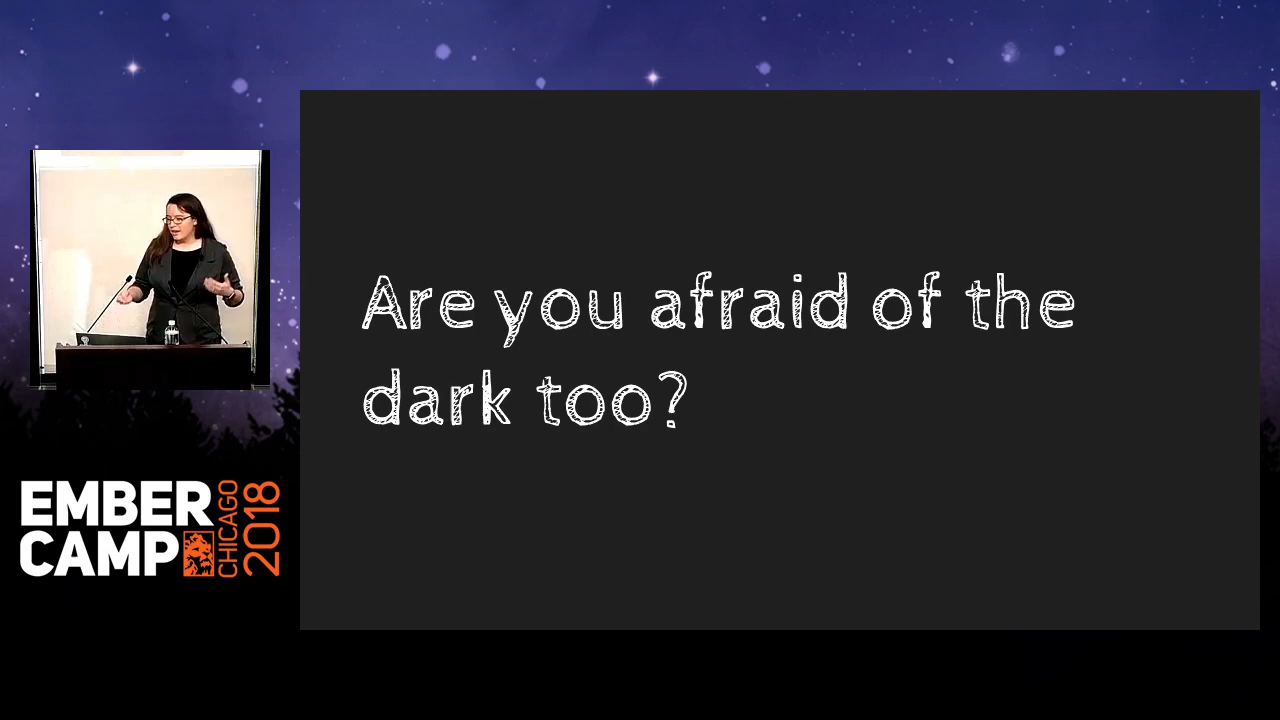 Are you afraid of the
dark too?
EMBER
CAMP
CHICAGO
2018